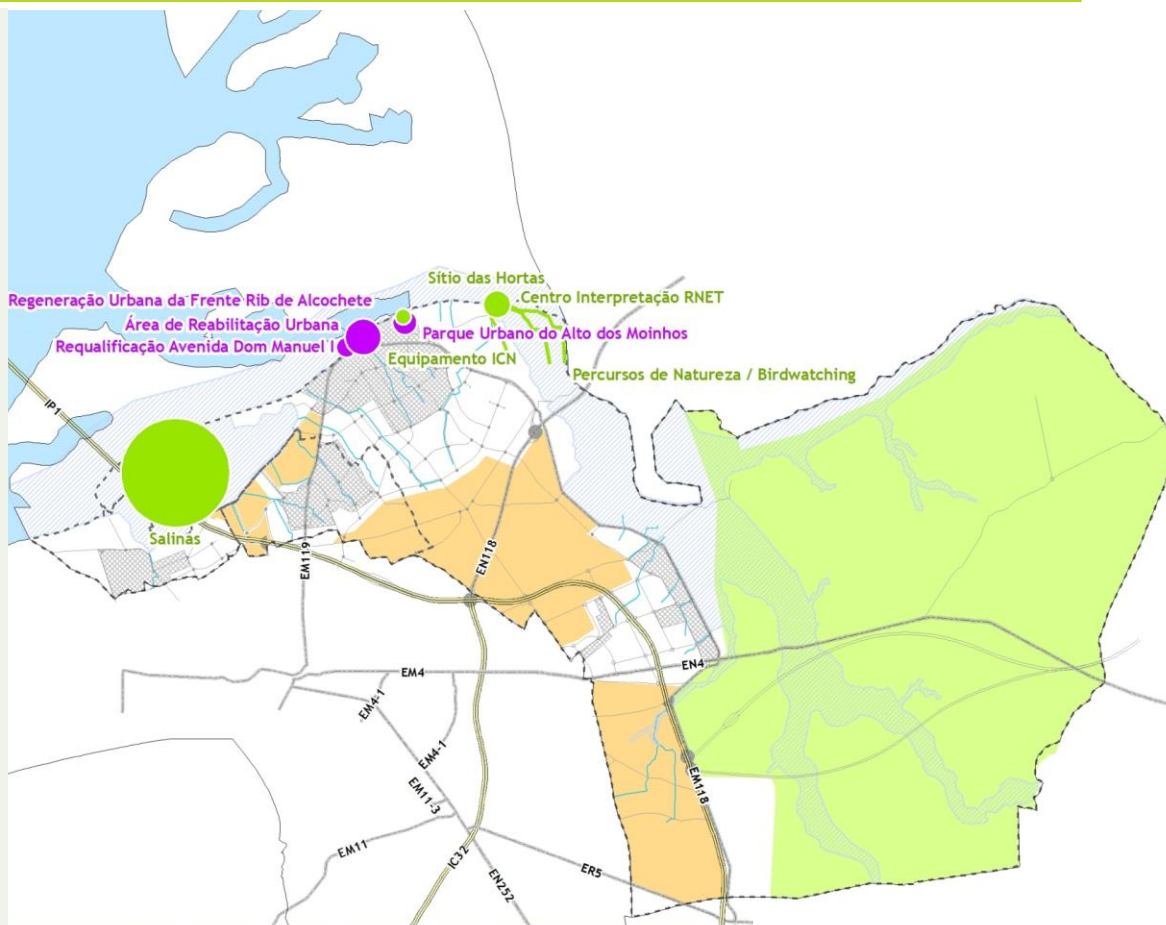 Sítio das Hortas
Centro Interpretação RNET
Regeneração Urbana da Frente Rib de Alcochete
Área de Reabilitação Urbana
Parque Urbano do Alto dos Moinhos
Requalificação Avenida Dom Manuel I
Equipamento ICN
Percursos de Natureza / Birdwatching
IP1
Salinas
EM119
EN118
EN4
EM4
EM4-1
EM4-1
EM11-3
EM118
EM11
IC32
EN252
ER5